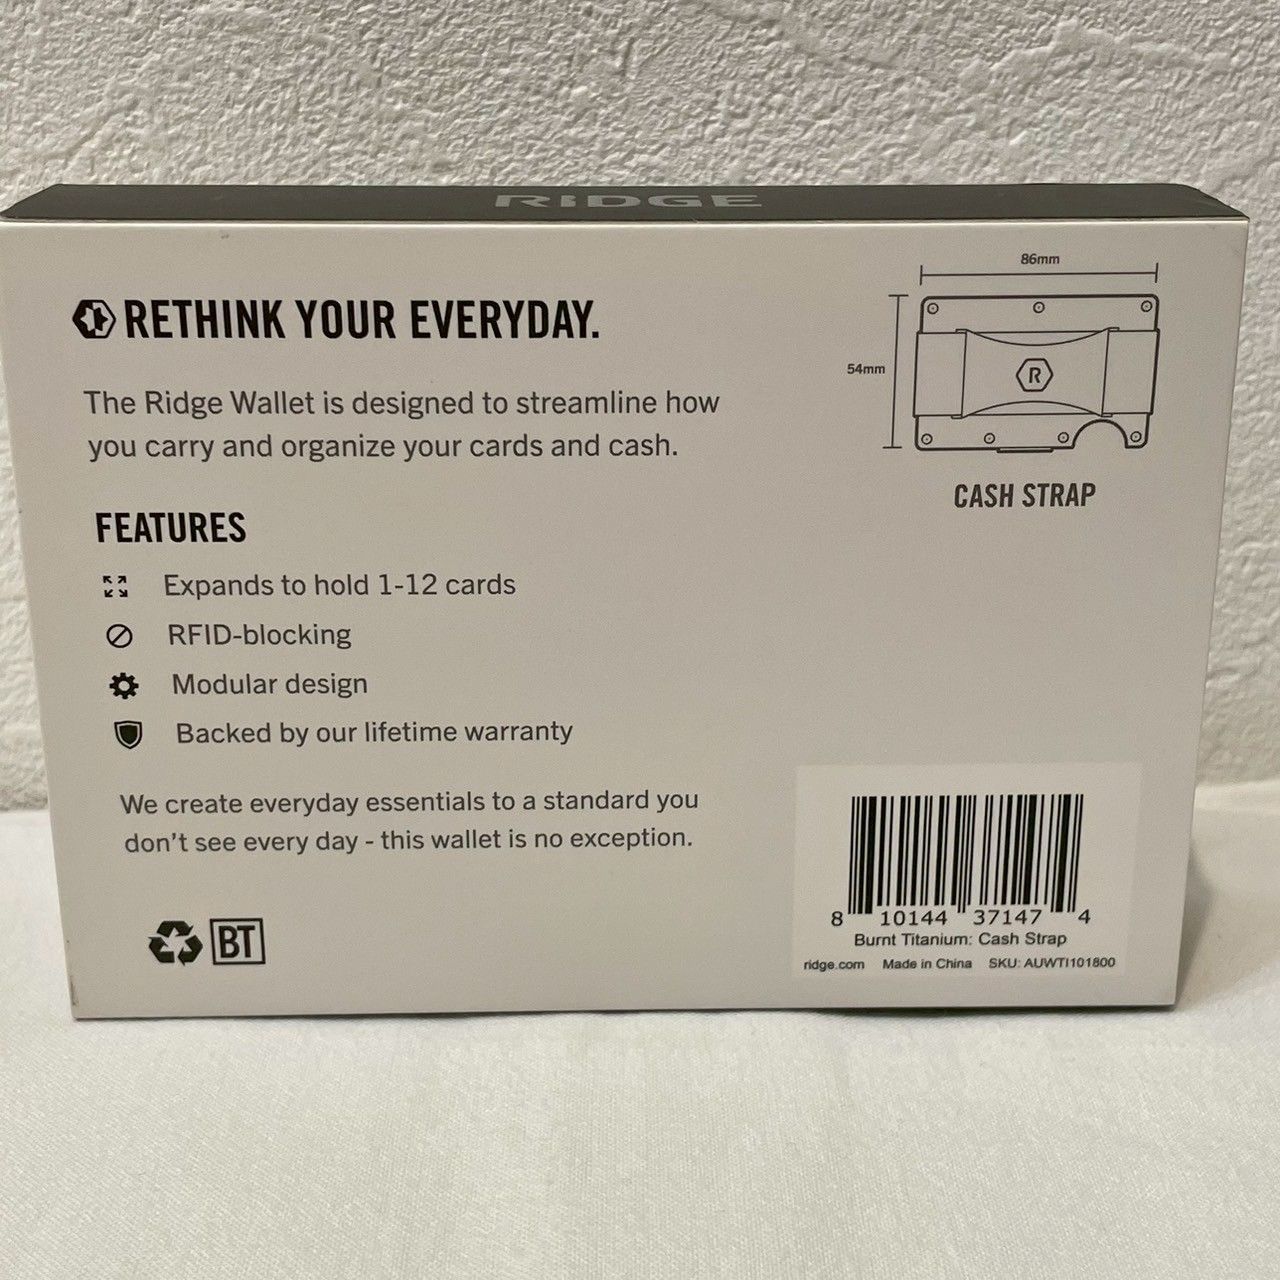 RIDGE
RETHINK YOUR EVERYDAY.
The Ridge Wallet is designed to streamline how
you carry and organize your cards and cash.
FEATURES
Expands to hold 1-12 cards
RFID-blocking
Modular design
Backed by our lifetime warranty
We create everyday essentials to a standard you
don't see every day - this wallet is no exception.
BT
86mm
54mm
R
CASH STRAP
8 10144 37147 4
Burnt Titanium: Cash Strap
ridge.com Made in China SKU: AUWTI101800